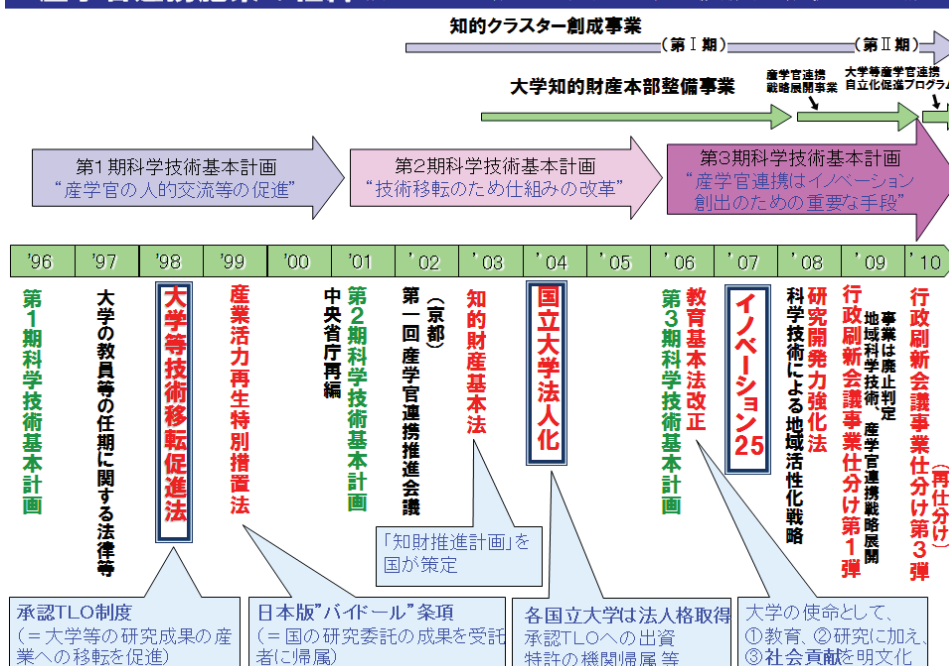 知的クラスター創成事業
(第Ⅰ期)
(第Ⅱ期)
大学知的財産本部整備事業
産学官連携
戦略展開事業
大学等産学官連携
自立化促進プログラム
第1期科学技術基本計画
“産学官の人的交流等の促進”
第2期科学技術基本計画
“技術移転のため仕組みの改革”
第3期科学技術基本計画
“産学官連携はイノベーション
創出のための重要な手段”
'96 '97 '98 '99 '00 '01 '02 '03 '04 '05 '06 '07 '08 '09 '10
第1期科学技術基本計画
大学の教員等の任期に関する法律等
大学等技術移転促進法
産業活力再生特別措置法
中央省庁再編
第2期科学技術基本計画
第一回産学官連携推進会議
(京都)
知的財産基本法
国立大学法人化
第3期科学技術基本計画
教育基本法改正
イノベーション25
科学技術による地域活性化戦略
研究開発力強化法
行政刷新会議事業仕分け第1弾
地域科学技術、産学官連携戦略展開
事業は廃止判定
行政刷新会議事業仕分け第3弾
(再仕分け)
「知財推進計画」を
国が策定
承認TLO制度
(=大学等の研究成果の産
業への移転を促進)
日本版”バイドール”条項
(=国の研究委託の成果を受託
者に帰属)
各国立大学は法人格取得
承認TLOへの出資
特許の機関帰属 等
大学の使命として、
①教育、②研究に加え、
③社会貢献を明文化